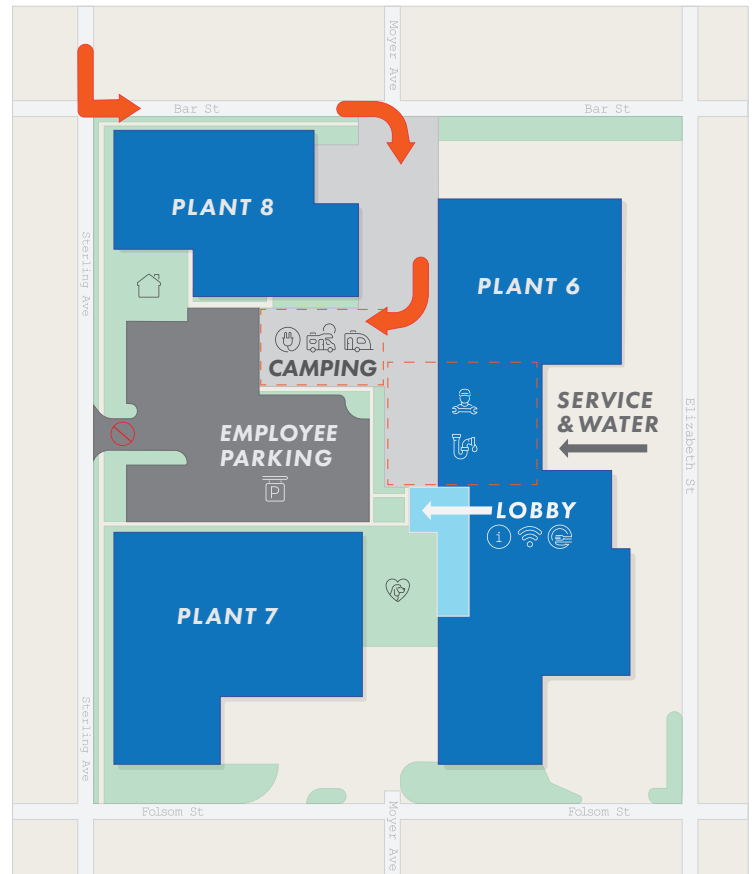 Moyer Ave
Bar St
Bar St
PLANT 8
Sterling Ave
PLANT 6
CAMPING
SERVICE
& WATER
EMPLOYEE
PARKING
P
Elizabeth St
LOBBY
i
PLANT 7
Sterling Ave
Folsom St
Moyer Ave
Folsom St